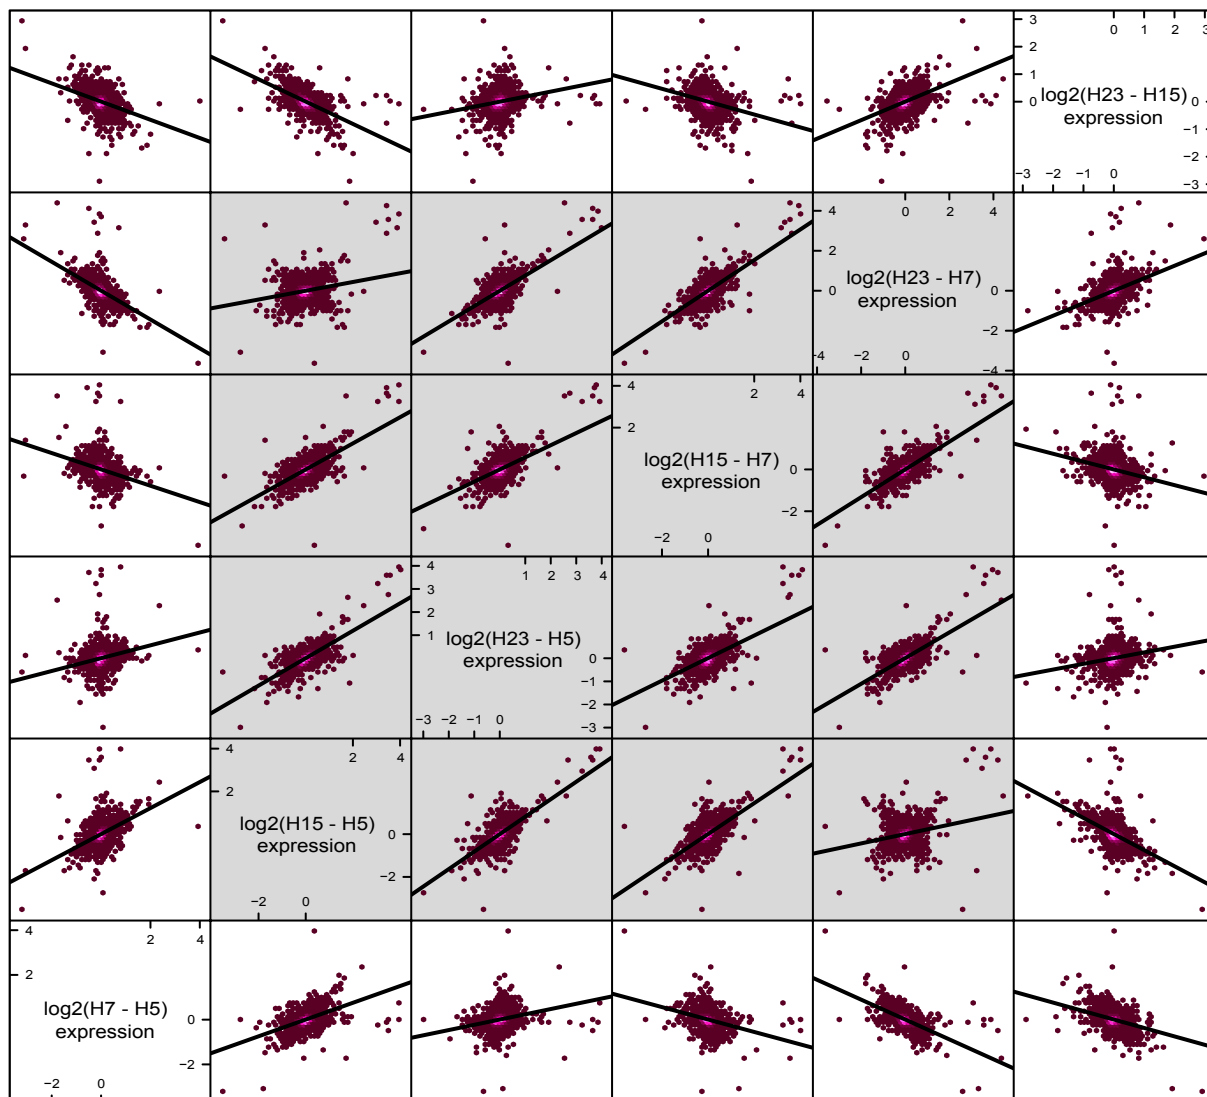 3
2
1
0
0 1 2 3
log2(H23 − H15)
expression
0
−1
−2
−3
−3 −2 −1 0
4
2
0
0 2 4
log2(H23 − H7)
expression
−4 −2 0
0
−2
−4
4
2
2 4
log2(H15 − H7)
expression
0
−2
−2 0
4
3
2
1
1 2 3 4
log2(H23 − H5)
expression
0
−1
−2
−3
−3 −2 −1 0
4
2
2 4
log2(H15 − H5)
expression
0
−2
−2 0
4
2
2 4
log2(H7 − H5)
expression
0
−2
−2 0